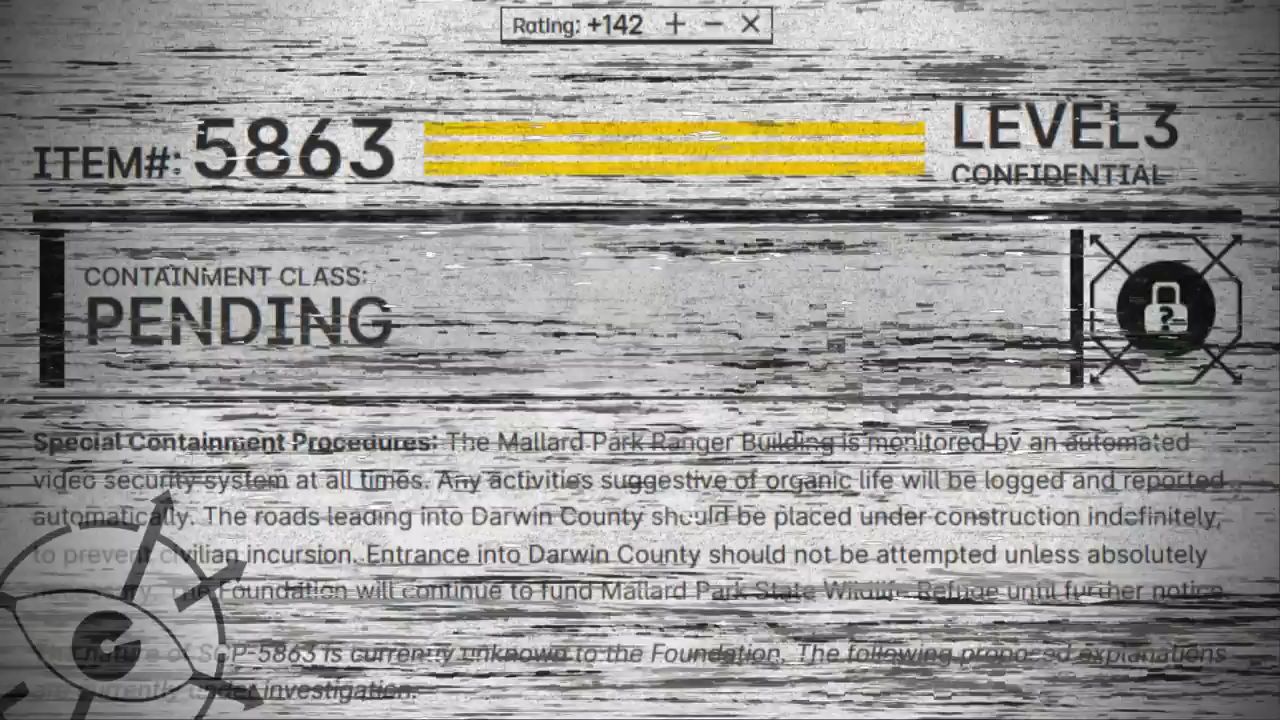 Rating: +142 + − ×
ITEM#: 5863
LEVEL3
CONFIDENTIAL
CONTAINMENT CLASS:
PENDING
?
Special Containment Procedures: The Mallard Park Ranger Building is monitored by an automated
video security system at all times. Any activities suggestive of organic life will be logged and reported
automatically. The roads leading into Darwin County should be placed under construction indefinitely,
to prevent civilian incursion. Entrance into Darwin County should not be attempted unless absolutely
the Foundation will continue to fund Mallard Park State Wildlife Refuge until further notice.
nature of SCP-5863 is currently unknown to the Foundation. The following proposed explanations
are currently under investigation.